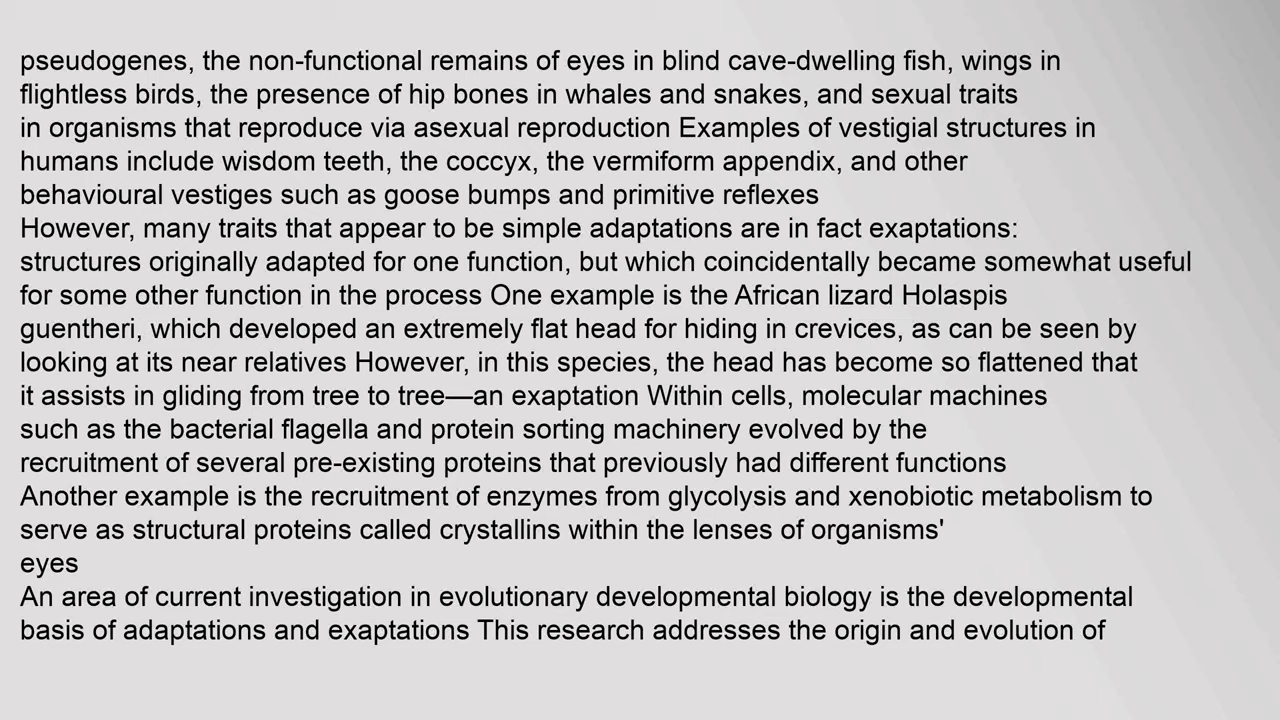 pseudogenes, the non-functional remains of eyes in blind cave-dwelling fish, wings in
flightless birds, the presence of hip bones in whales and snakes, and sexual traits
in organisms that reproduce via asexual reproduction Examples of vestigial structures in
humans include wisdom teeth, the coccyx, the vermiform appendix, and other
behavioural vestiges such as goose bumps and primitive reflexes
However, many traits that appear to be simple adaptations are in fact exaptations:
structures originally adapted for one function, but which coincidentally became somewhat useful
for some other function in the process One example is the African lizard Holaspis
guentheri, which developed an extremely flat head for hiding in crevices, as can be seen by
looking at its near relatives However, in this species, the head has become so flattened that
it assists in gliding from tree to tree—an exaptation Within cells, molecular machines
such as the bacterial flagella and protein sorting machinery evolved by the
recruitment of several pre-existing proteins that previously had different functions
Another example is the recruitment of enzymes from glycolysis and xenobiotic metabolism to
serve as structural proteins called crystallins within the lenses of organisms'
eyes
An area of current investigation in evolutionary developmental biology is the developmental
basis of adaptations and exaptations This research addresses the origin and evolution of